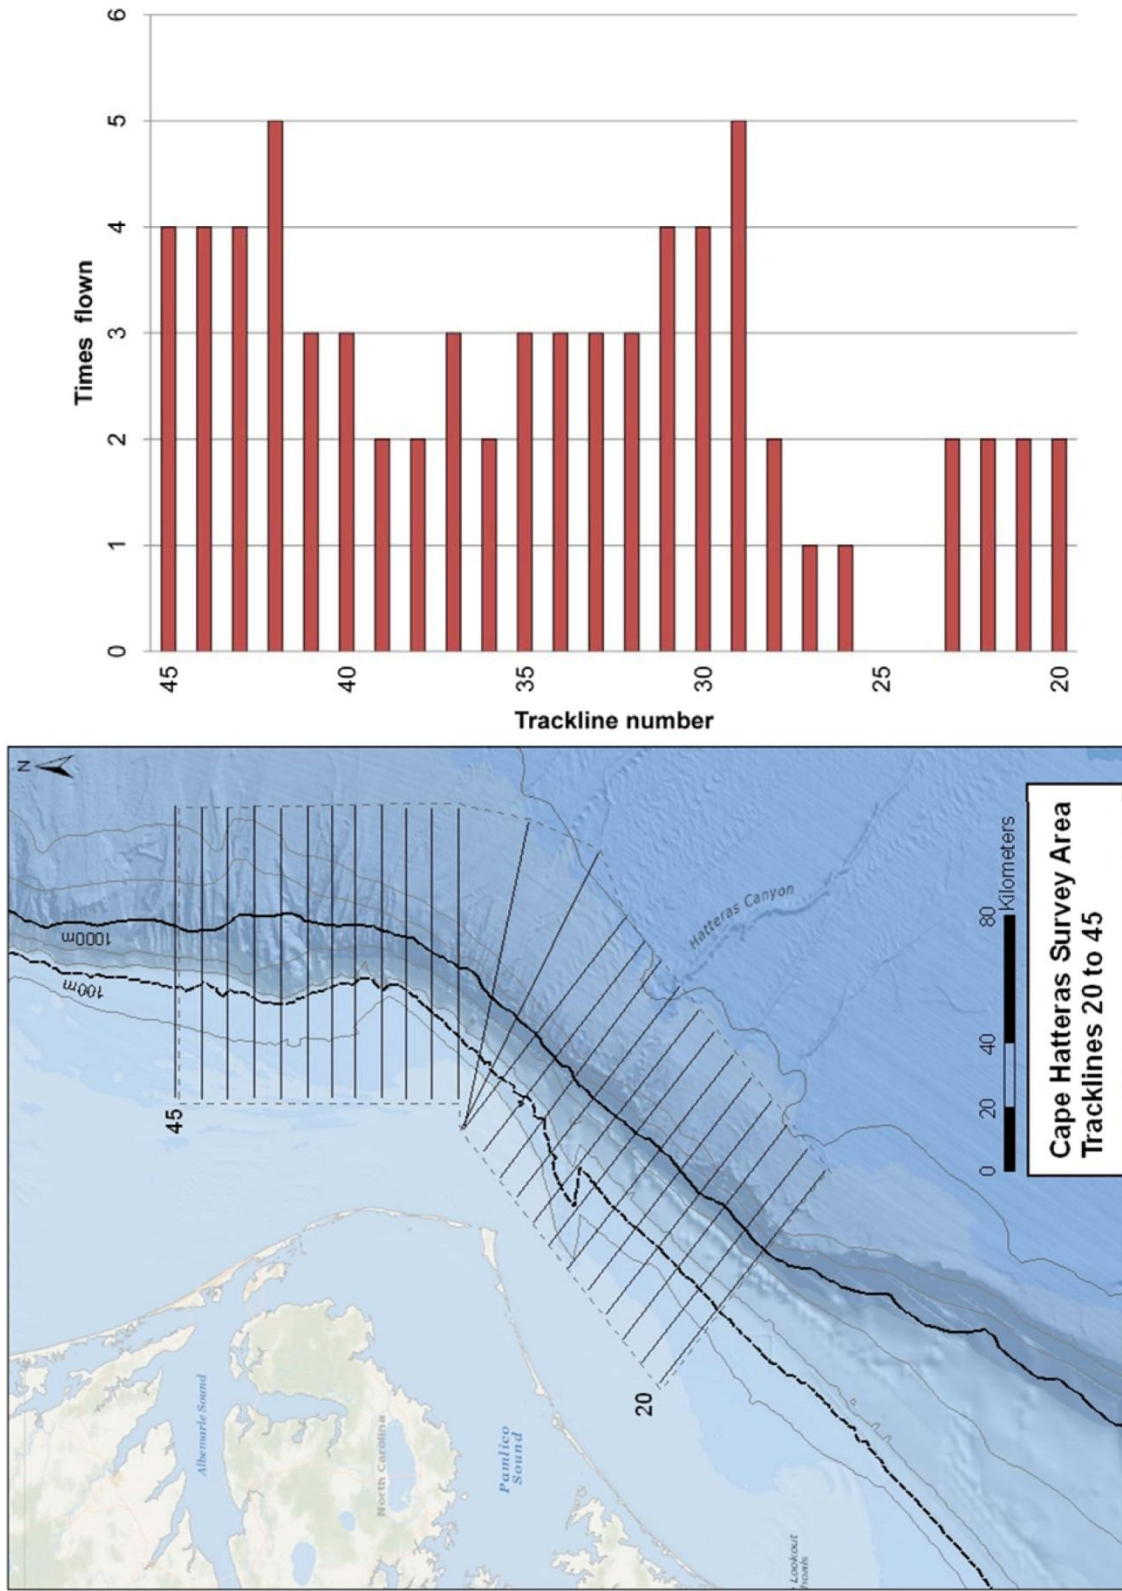 6
5
4
3
2
1
0
Times flown
45
40
35
30
25
20
Trackline number
N
1000m
100m
45
20
Hatteras Canyon
Albemarle Sound
North Carolina
Pamlico
Sound
Lookout
hoals
0 20 40 80
Kilometers
Cape Hatteras Survey Area
Tracklines 20 to 45